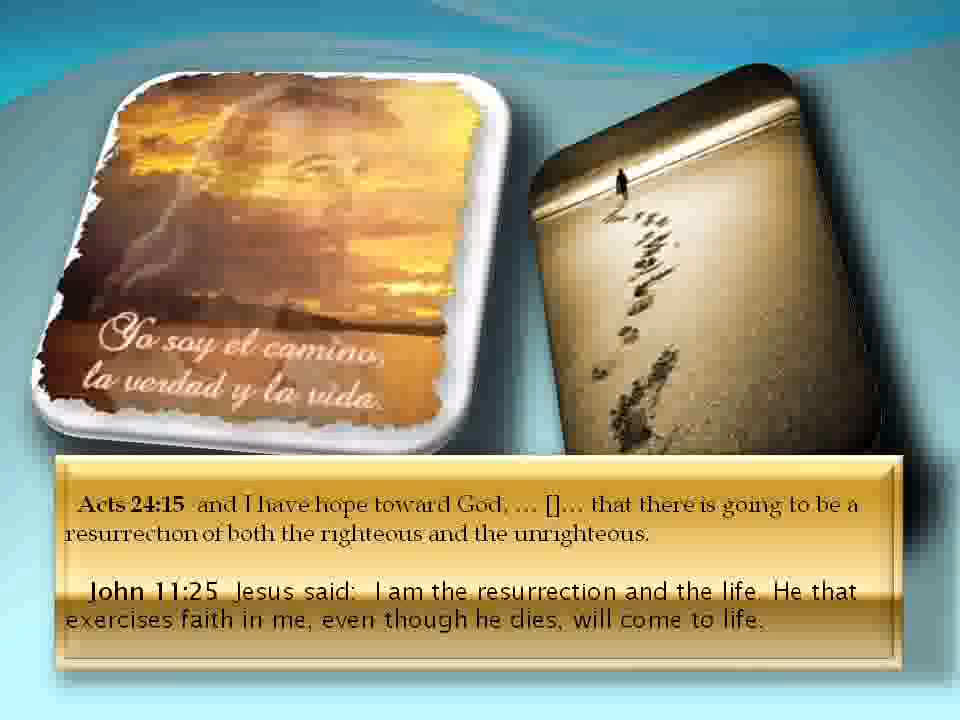 Yo soy el camino,
la verdad y la vida.
Acts 24:15 and I have hope toward God, … []… that there is going to be a
resurrection of both the righteous and the unrighteous.
John 11:25 Jesus said: I am the resurrection and the life. He that
exercises faith in me, even though he dies, will come to life.